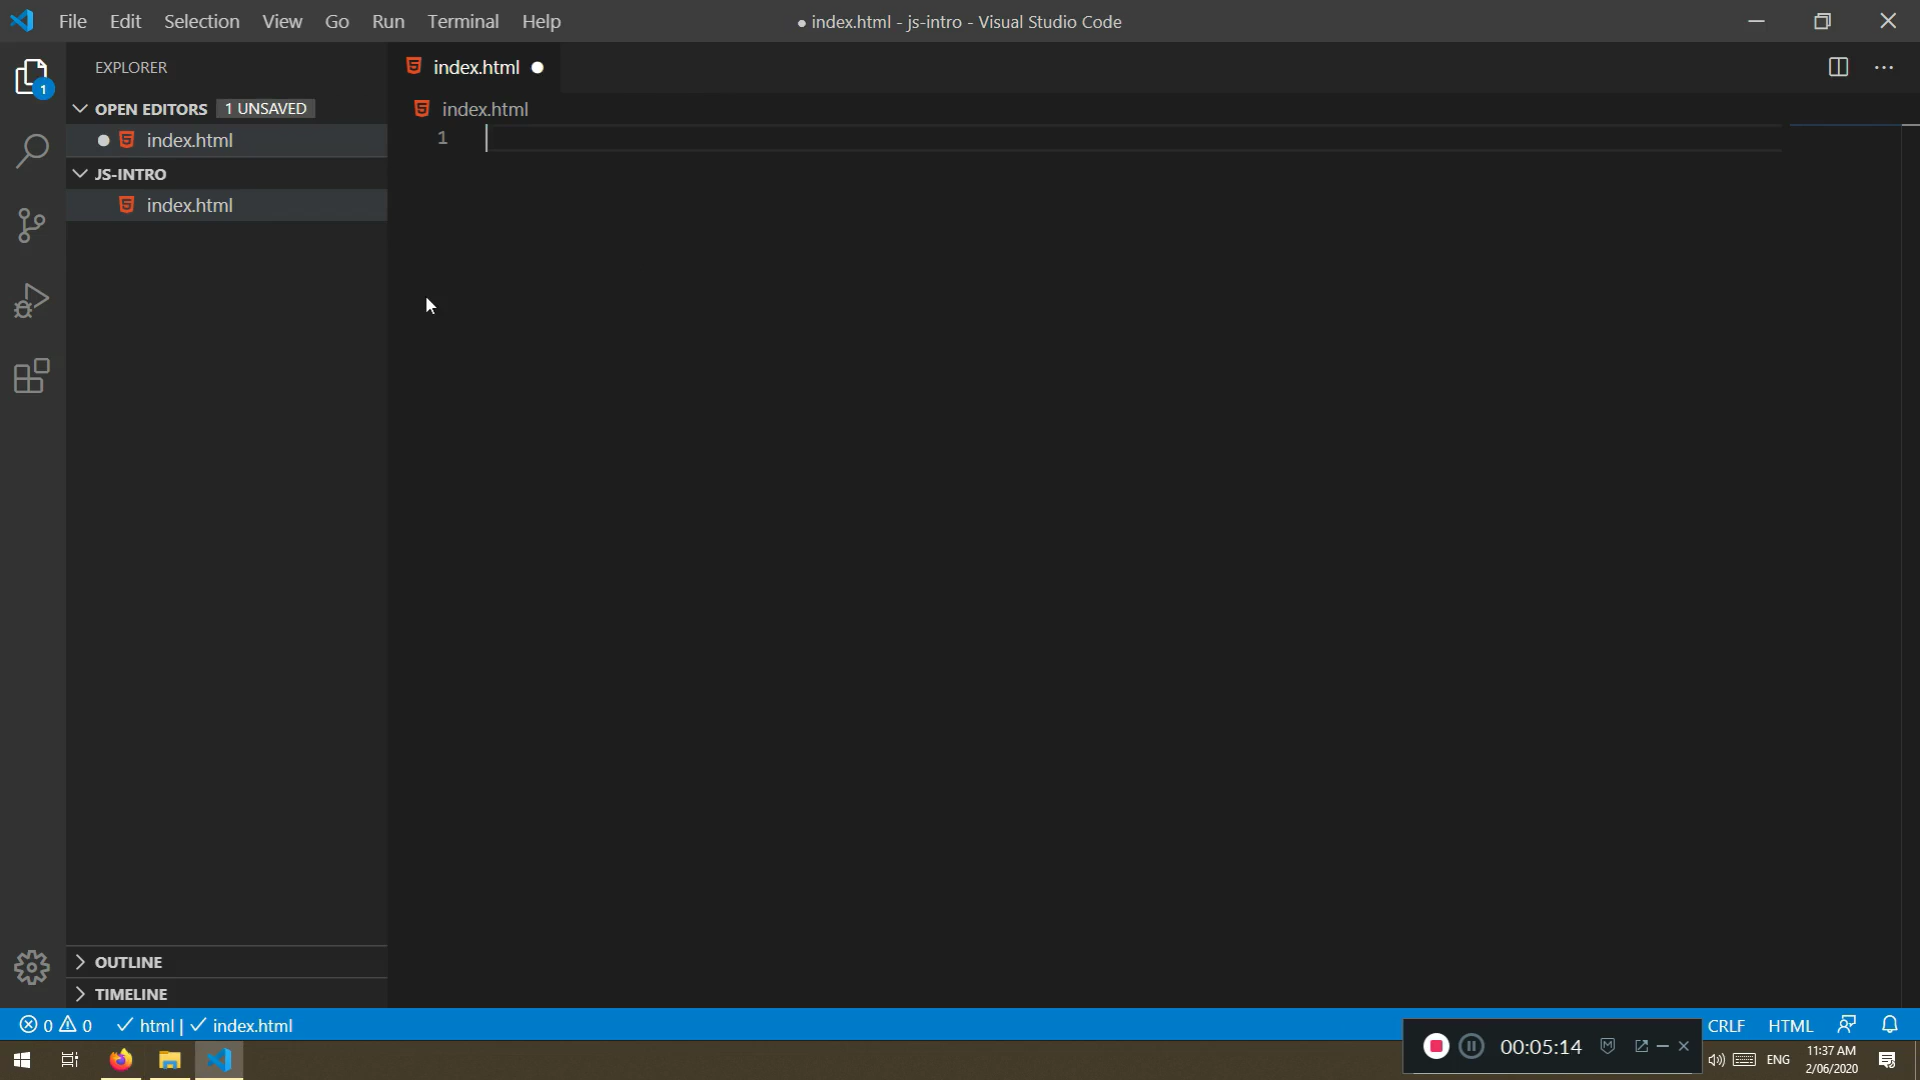 File Edit Selection View Go Run Terminal Help
● index.html - js-intro - Visual Studio Code
EXPLORER
index.html
1
OPEN EDITORS 1 UNSAVED
index.html
1
index.html
JS-INTRO
index.html
OUTLINE
TIMELINE
0 0 html | index.html
CRLF HTML
00:05:14
ENG
11:37 AM
2/06/2020